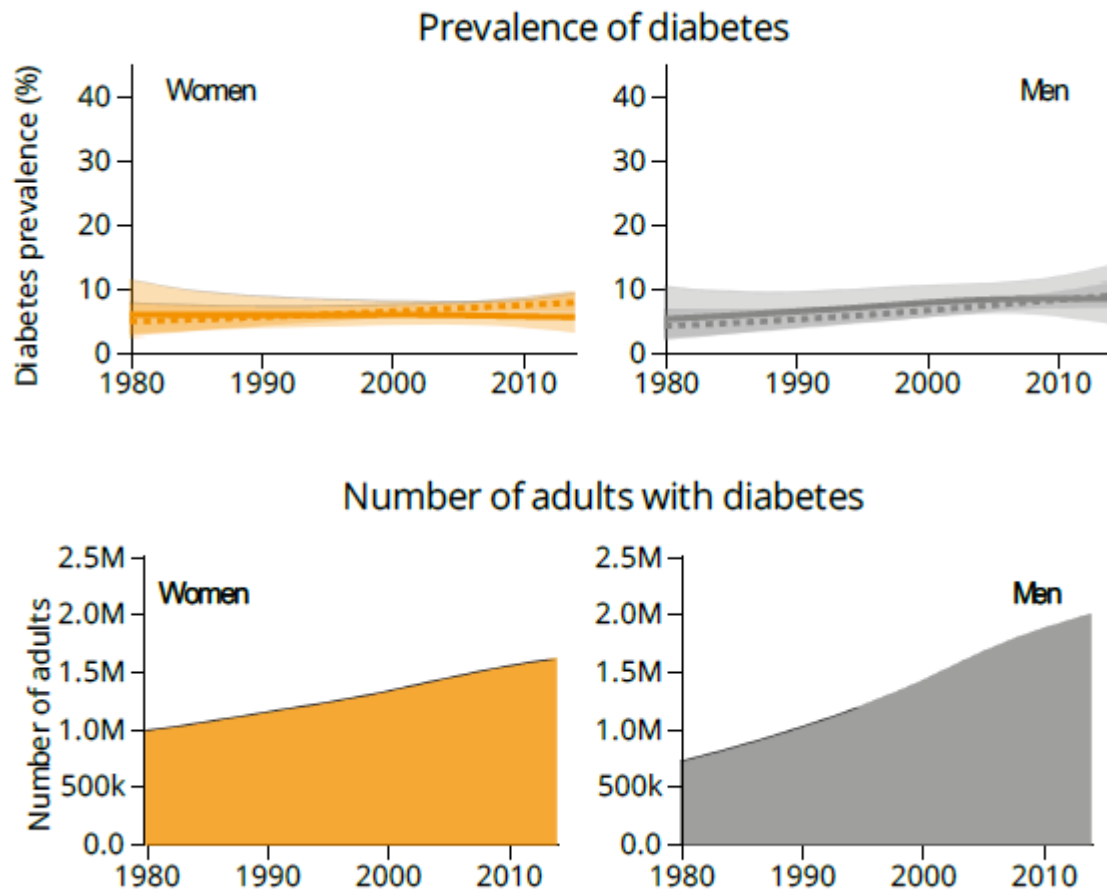 Prevalence of diabetes
Diabetes prevalence (%)
Women
40
30
20
10
0
1980 1990 2000 2010
Men
40
30
20
10
0
1980 1990 2000 2010
Number of adults with diabetes
Number of adults
Women
2.5M
2.0M
1.5M
1.0M
500k
0.0
1980 1990 2000 2010
Men
2.5M
2.0M
1.5M
1.0M
500k
0.0
1980 1990 2000 2010